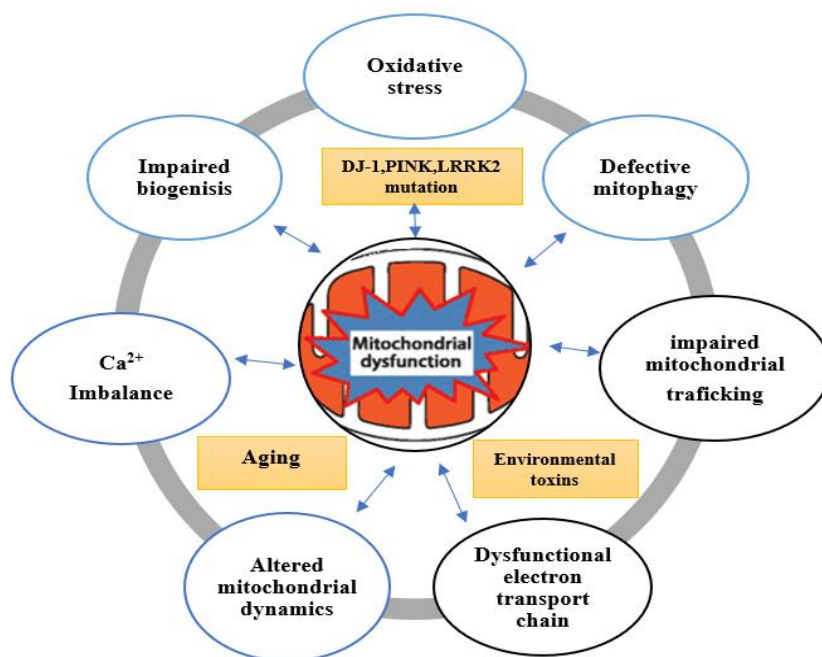 Oxidative
stress
Impaired
biogenisis
DJ-1,PINK,LRRK2
mutation
Defective
mitophagy
Mitochondrial
dysfunction
Ca²⁺
Imbalance
impaired
mitochondrial
traficking
Aging
Environmental
toxins
Altered
mitochondrial
dynamics
Dysfunctional
electron
transport
chain